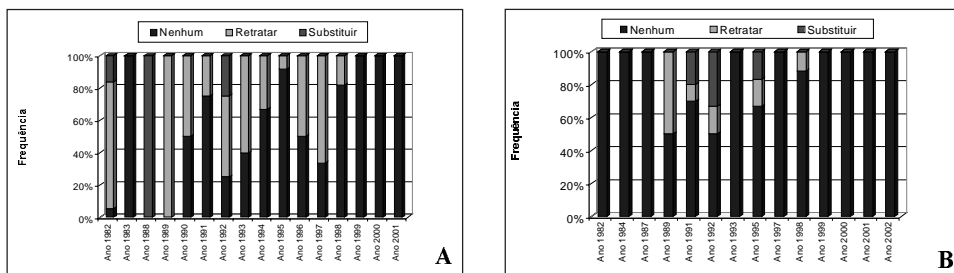 Nenhum Retratar Substituir
Frequência
100%
80%
60%
40%
20%
0%
Ano 1982
Ano 1983
Ano 1988
Ano 1989
Ano 1990
Ano 1991
Ano 1992
Ano 1993
Ano 1994
Ano 1995
Ano 1996
Ano 1997
Ano 1998
Ano 1999
Ano 2000
Ano 2001
A
Nenhum Retratar Substituir
Frequência
100%
80%
60%
40%
20%
0%
Ano 1982
Ano 1984
Ano 1987
Ano 1989
Ano 1991
Ano 1992
Ano 1993
Ano 1995
Ano 1997
Ano 1998
Ano 1999
Ano 2000
Ano 2001
Ano 2002
B